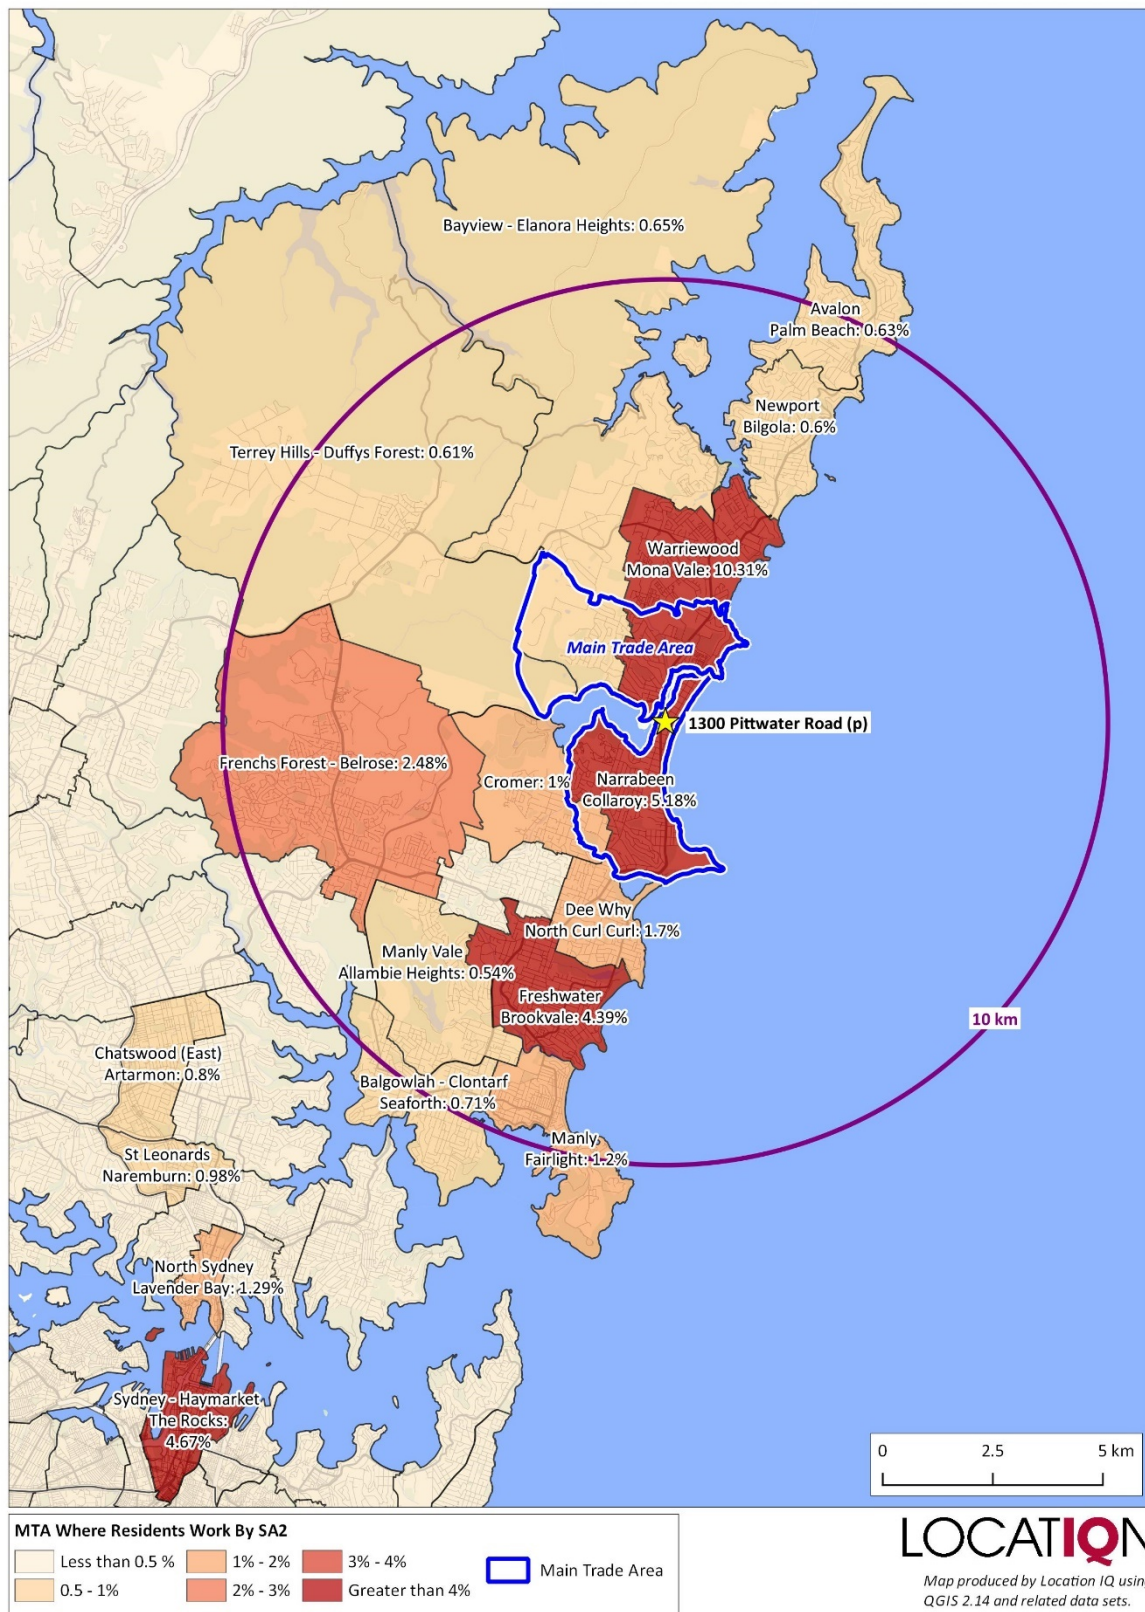 Bayview - Elanora Heights: 0.65%
Avalon
Palm Beach: 0.63%
Newport
Bilgola: 0.6%
Terrey Hills - Duffys Forest: 0.61%
Warriewood
Mona Vale: 10.31%
Main Trade Area
1300 Pittwater Road (p)
Frenchs Forest - Belrose: 2.48%
Cromer: 1%
Narrabeen
Collaroy: 5.18%
Dee Why
North Curl Curl: 1.7%
Manly Vale
Allambie Heights: 0.54%
Freshwater
Brookvale: 4.39%
10 km
Chatswood (East)
Artarmon: 0.8%
Balgowlah - Clontarf
Seaforth: 0.71%
Manly
Fairlight: 1.2%
St Leonards
Naremburn: 0.98%
North Sydney
Lavender Bay: 1.29%
Sydney - Haymarket
The Rocks:
4.67%
0 2.5 5 km
MTA Where Residents Work By SA2
Less than 0.5 % 1% - 2% 3% - 4% Main Trade Area
0.5 - 1% 2% - 3% Greater than 4%
LOCATIQN
Map produced by Location IQ usin
QGIS 2.14 and related data sets.